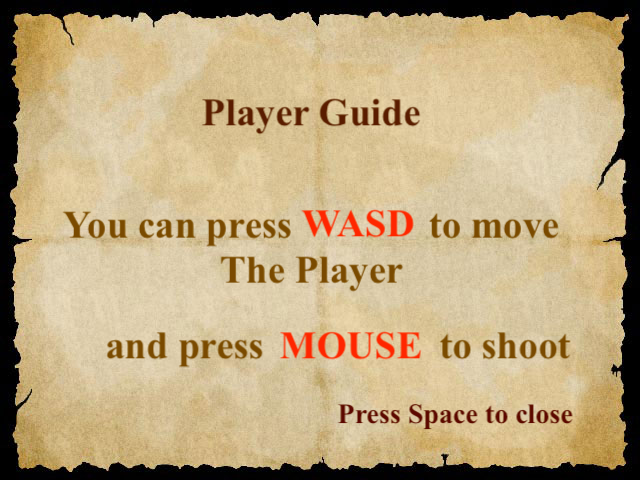 Player Guide
You can press WASD to move
The Player
and press MOUSE to shoot
Press Space to close